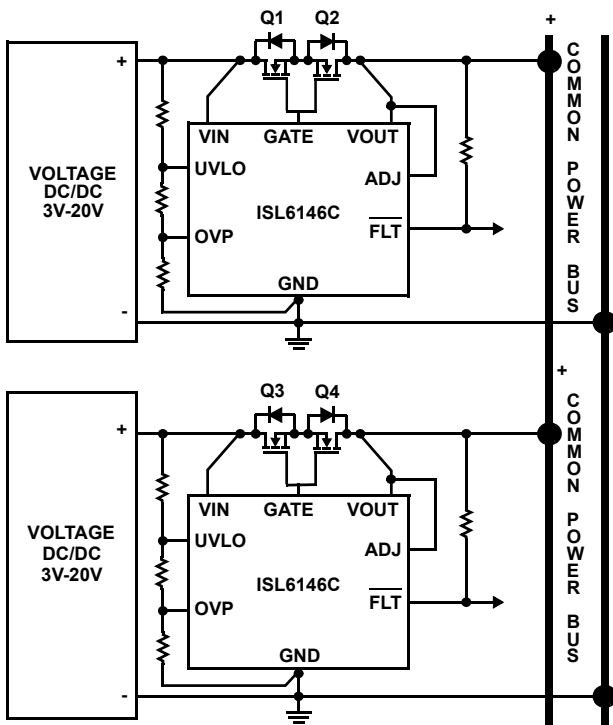 Q1 Q2
+
+
VIN GATE VOUT
UVLO
ADJ
VOLTAGE
DC/DC
3V-20V
ISL6146C
OVP
FLT
GND
-
COMMON POWER BUS
+
Q3 Q4
+
VIN GATE VOUT
UVLO
ADJ
VOLTAGE
DC/DC
3V-20V
ISL6146C
OVP
FLT
GND
-
COMMON POWER BUS